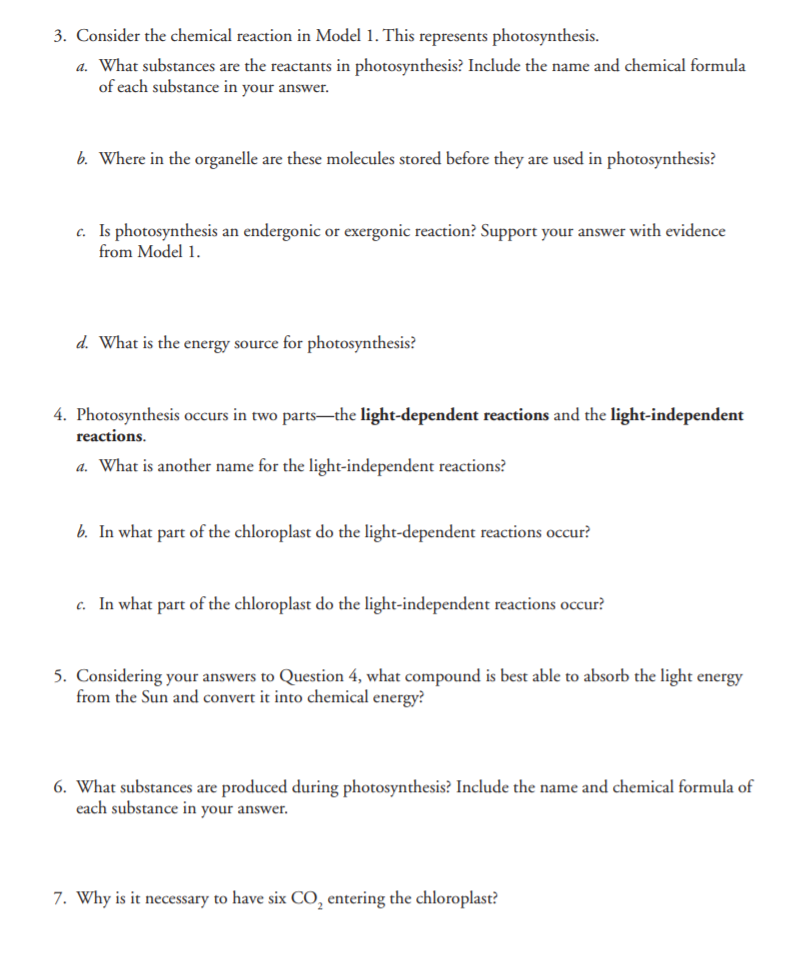 3. Consider the chemical reaction in Model 1. This represents photosynthesis.
a. What substances are the reactants in photosynthesis? Include the name and chemical formula
of each substance in your answer.
b. Where in the organelle are these molecules stored before they are used in photosynthesis?
c. Is photosynthesis an endergonic or exergonic reaction? Support your answer with evidence
from Model 1.
d. What is the energy source for photosynthesis?
4. Photosynthesis occurs in two parts—the light-dependent reactions and the light-independent
reactions.
a. What is another name for the light-independent reactions?
b. In what part of the chloroplast do the light-dependent reactions occur?
c. In what part of the chloroplast do the light-independent reactions occur?
5. Considering your answers to Question 4, what compound is best able to absorb the light energy
from the Sun and convert it into chemical energy?
6. What substances are produced during photosynthesis? Include the name and chemical formula of
each substance in your answer.
7. Why is it necessary to have six CO₂ entering the chloroplast?